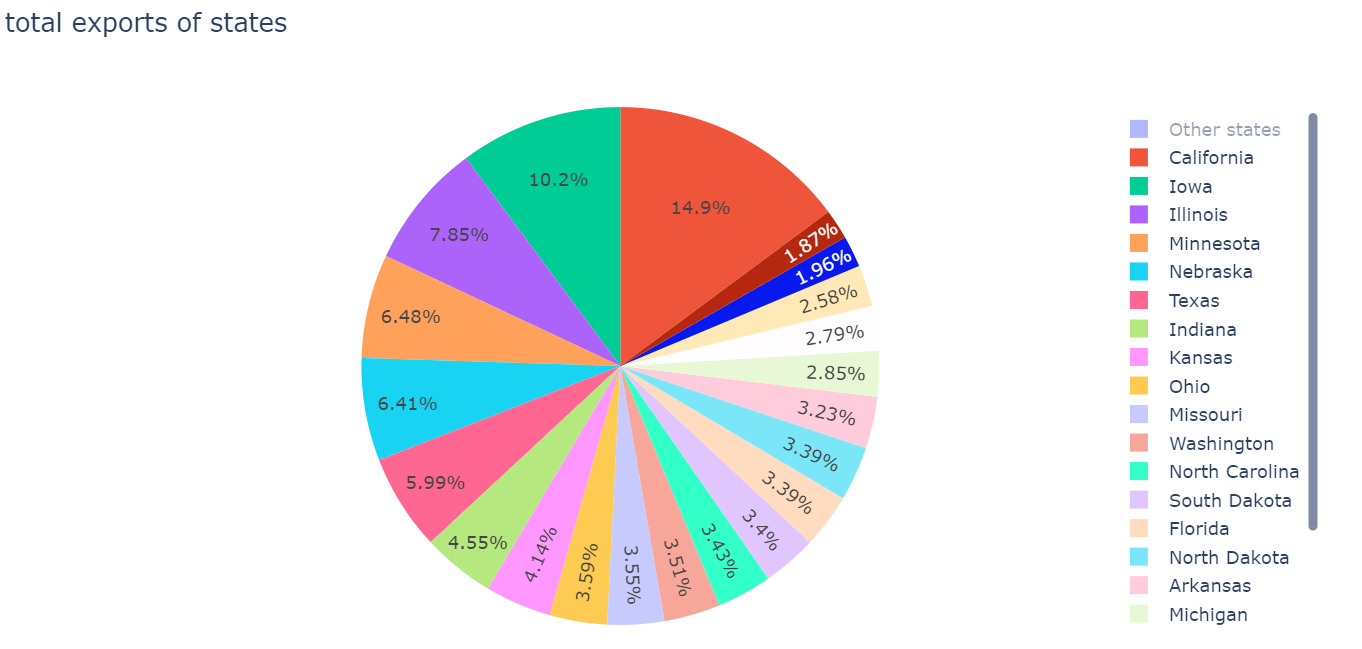 total exports of states
14.9%
10.2%
7.85%
6.48%
6.41%
5.99%
4.55%
4.14%
3.59%
3.55%
3.51%
3.43%
3.4%
3.39%
3.39%
3.23%
2.85%
2.79%
2.58%
1.96%
1.87%
Other states
California
Iowa
Illinois
Minnesota
Nebraska
Texas
Indiana
Kansas
Ohio
Missouri
Washington
North Carolina
South Dakota
Florida
North Dakota
Arkansas
Michigan